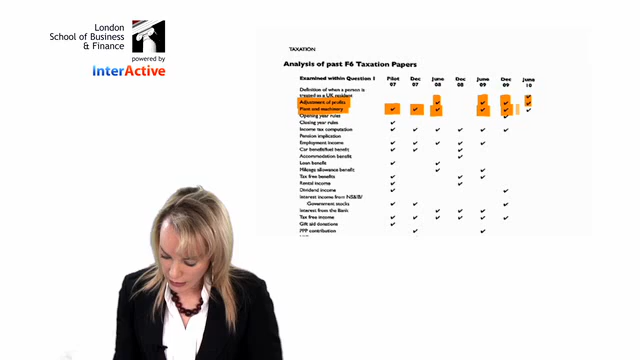 London
School of Business
& Finance
powered by
InterActive
TAXATION
Analysis of past F6 Taxation Papers
Examined within Question 1 Pilot 07 Dec 07 June 08 Dec 08 June 09 Dec 09 June 10
Definition of when a person is
treated as a UK resident ✓
Adjustment of profits ✓ ✓ ✓ ✓
Plant and machinery ✓ ✓ ✓ ✓ ✓ ✓
Opening year rules ✓
Closing year rules ✓
Income tax computation ✓ ✓ ✓ ✓ ✓ ✓
Pension implication
Employment income ✓ ✓ ✓ ✓ ✓
Car benefit/fuel benefit ✓ ✓ ✓
Accommodation benefit ✓
Loan benefit ✓ ✓
Mileage allowance benefit ✓ ✓
Tax free benefits ✓ ✓ ✓
Rental income ✓ ✓
Dividend income ✓ ✓
Interest income from NS&IB/
Government stocks ✓ ✓ ✓
Interest from the Bank ✓ ✓ ✓ ✓ ✓
Tax free income ✓ ✓ ✓ ✓ ✓ ✓
Gift aid donations ✓
PPP contribution ✓ ✓